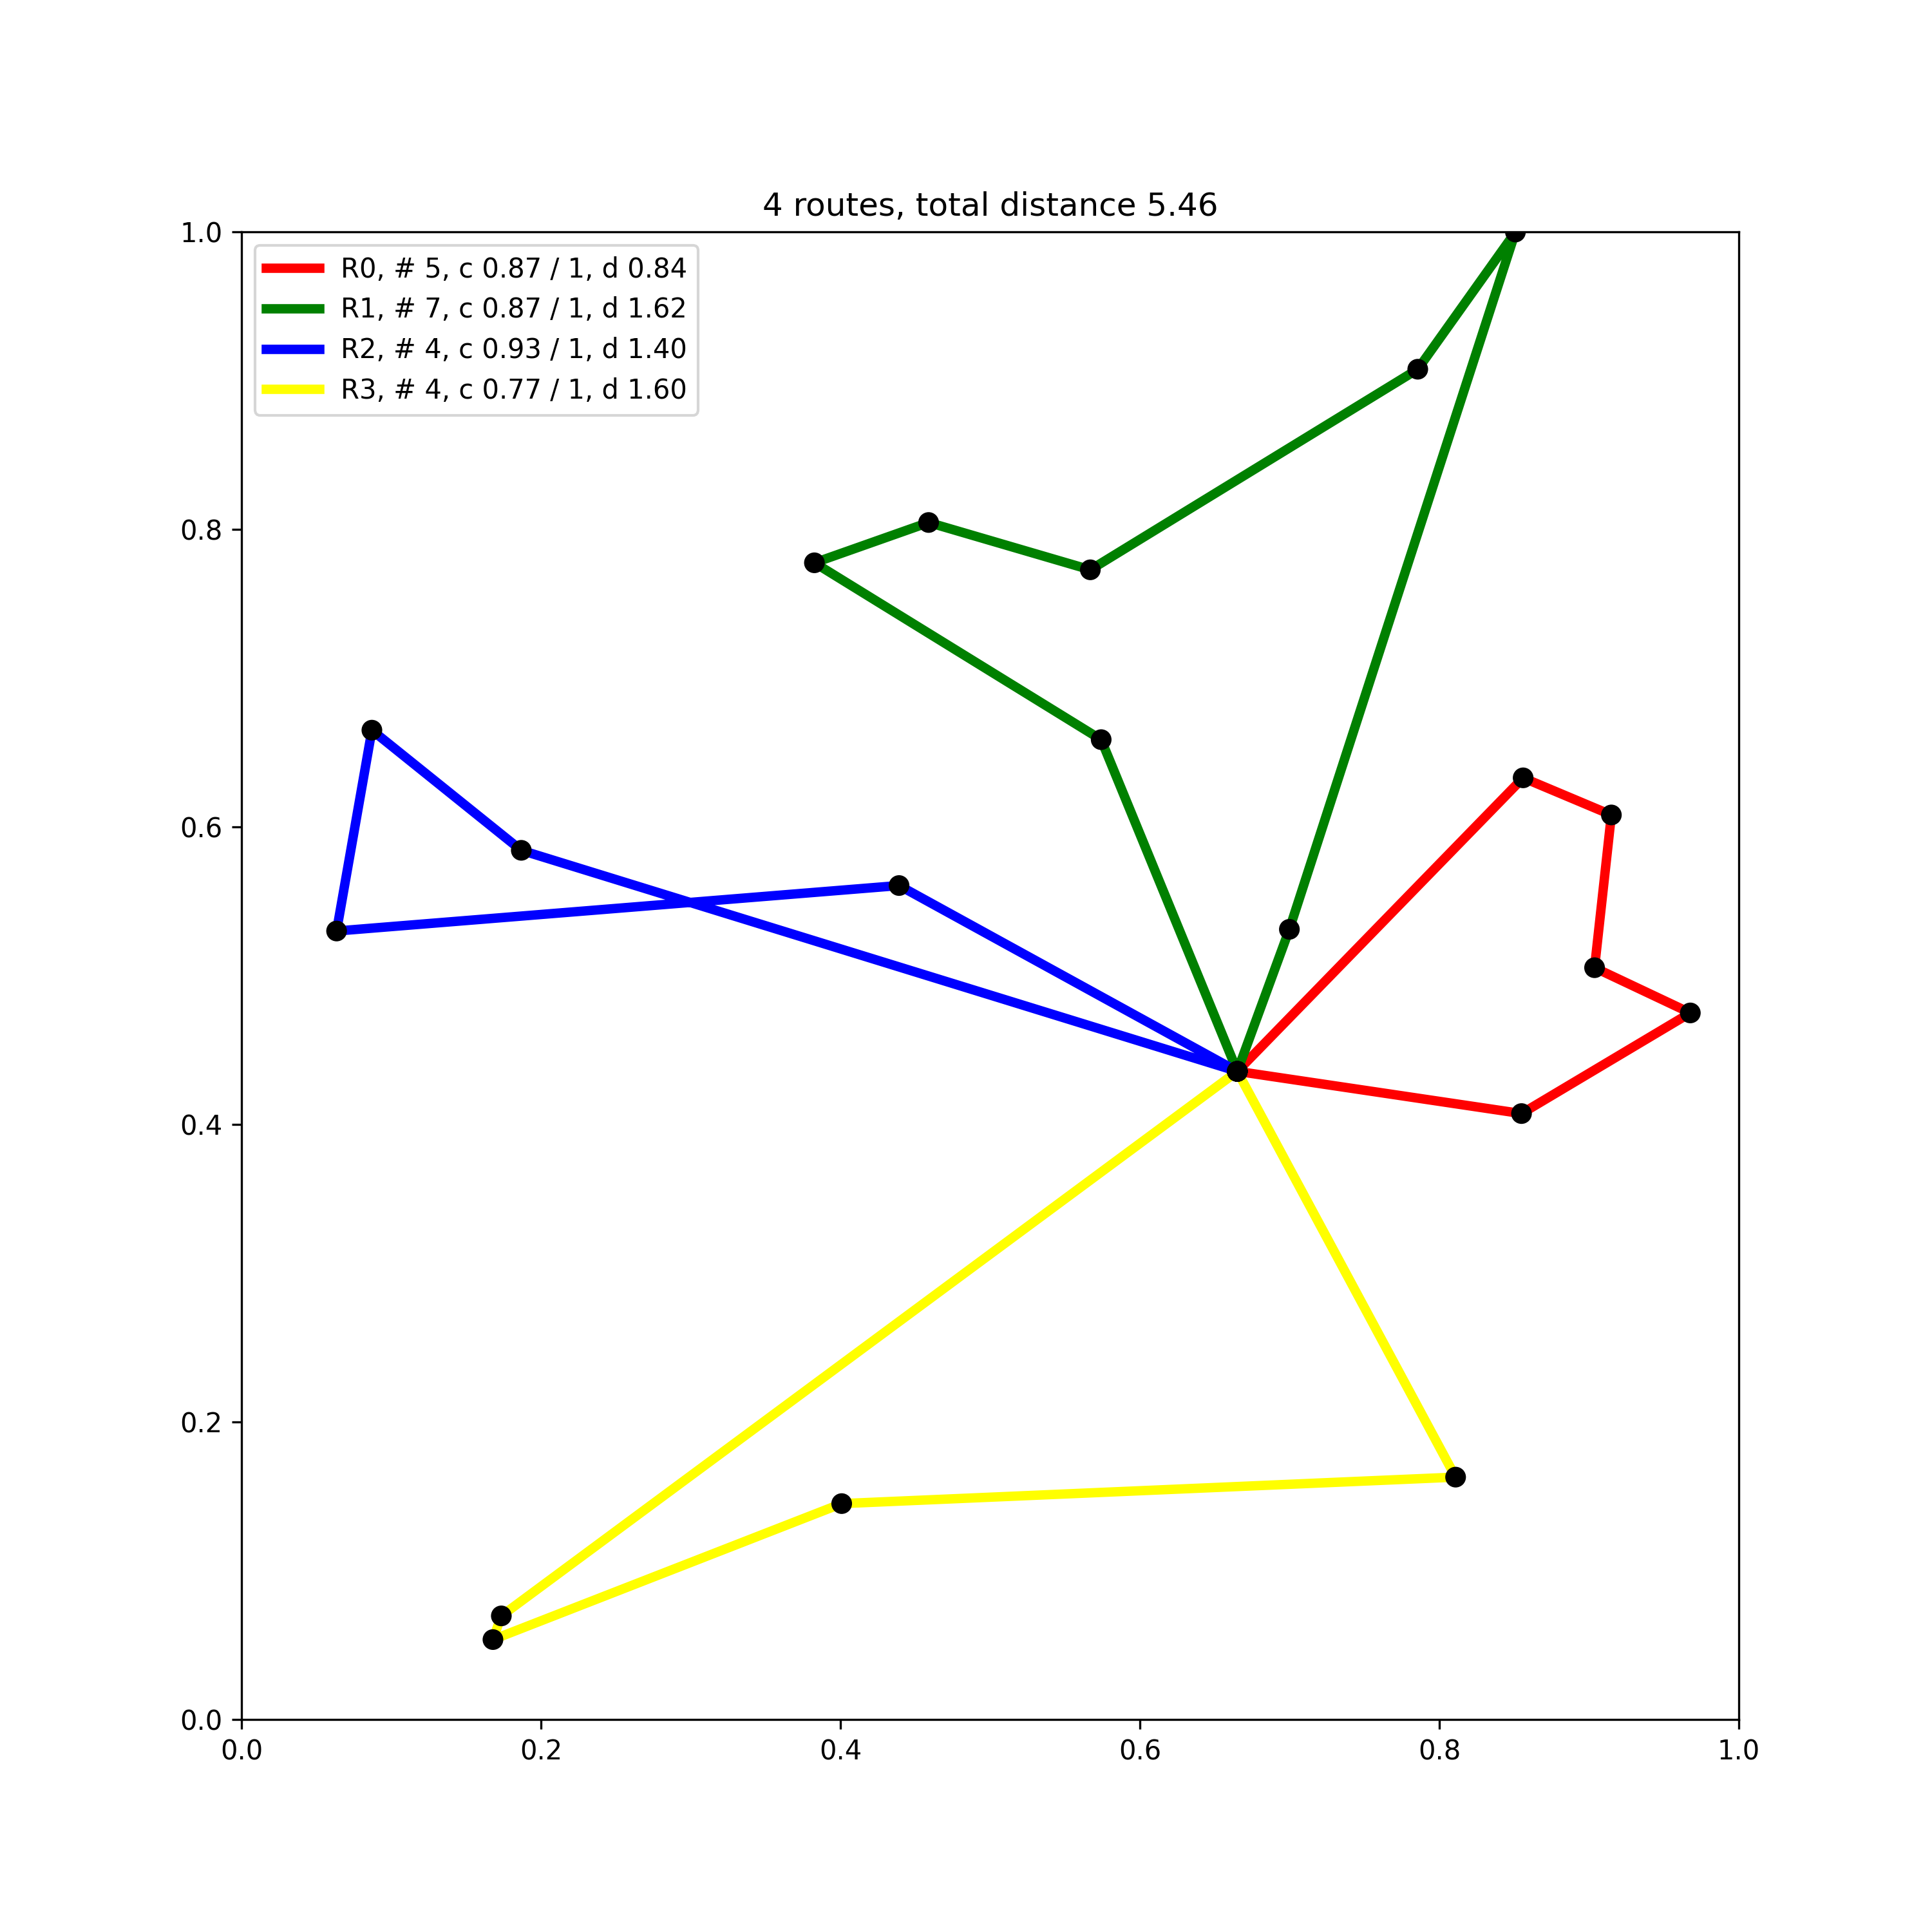 4 routes, total distance 5.46
1.0
R0, # 5, c 0.87 / 1, d 0.84
R1, # 7, c 0.87 / 1, d 1.62
R2, # 4, c 0.93 / 1, d 1.40
R3, # 4, c 0.77 / 1, d 1.60
0.8
0.6
0.4
0.2
0.0
0.0 0.2 0.4 0.6 0.8 1.0